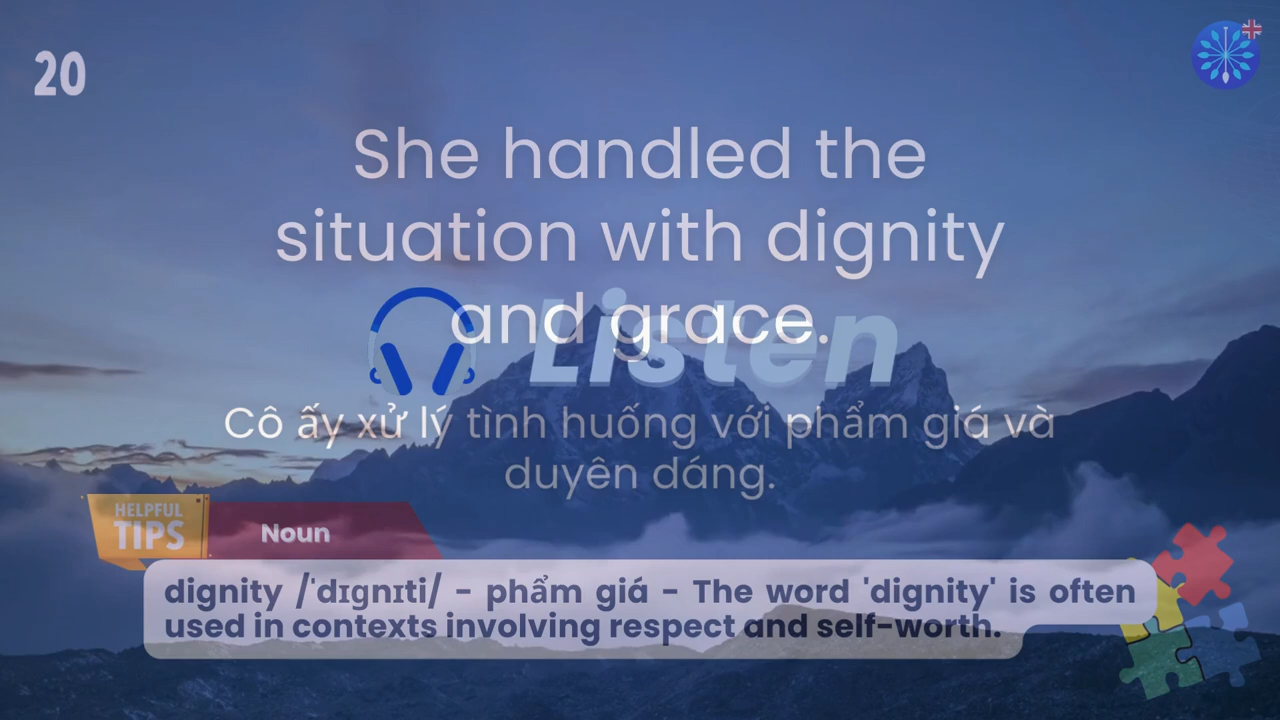 20
She handled the
situation with dignity
and grace.
Listen
Cô ấy xử lý tình huống với phẩm giá và
duyên dáng.
HELPFUL
TIPS
Noun
dignity /ˈdɪgnɪti/ - phẩm giá - The word 'dignity' is often
used in contexts involving respect and self-worth.